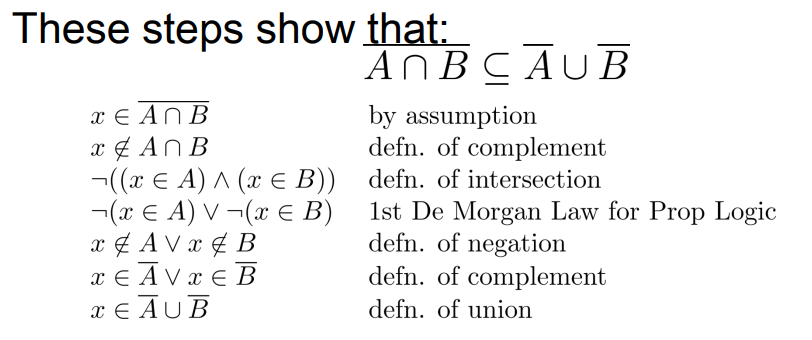 These steps show that:
$\overline{A \cap B} \subseteq \overline{A} \cup \overline{B}$
$x \in \overline{A \cap B}$ by assumption
$x \notin A \cap B$ defn. of complement
$\neg((x \in A) \wedge (x \in B))$ defn. of intersection
$\neg(x \in A) \vee \neg(x \in B)$ 1st De Morgan Law for Prop Logic
$x \notin A \vee x \notin B$ defn. of negation
$x \in \overline{A} \vee x \in \overline{B}$ defn. of complement
$x \in \overline{A} \cup \overline{B}$ defn. of union